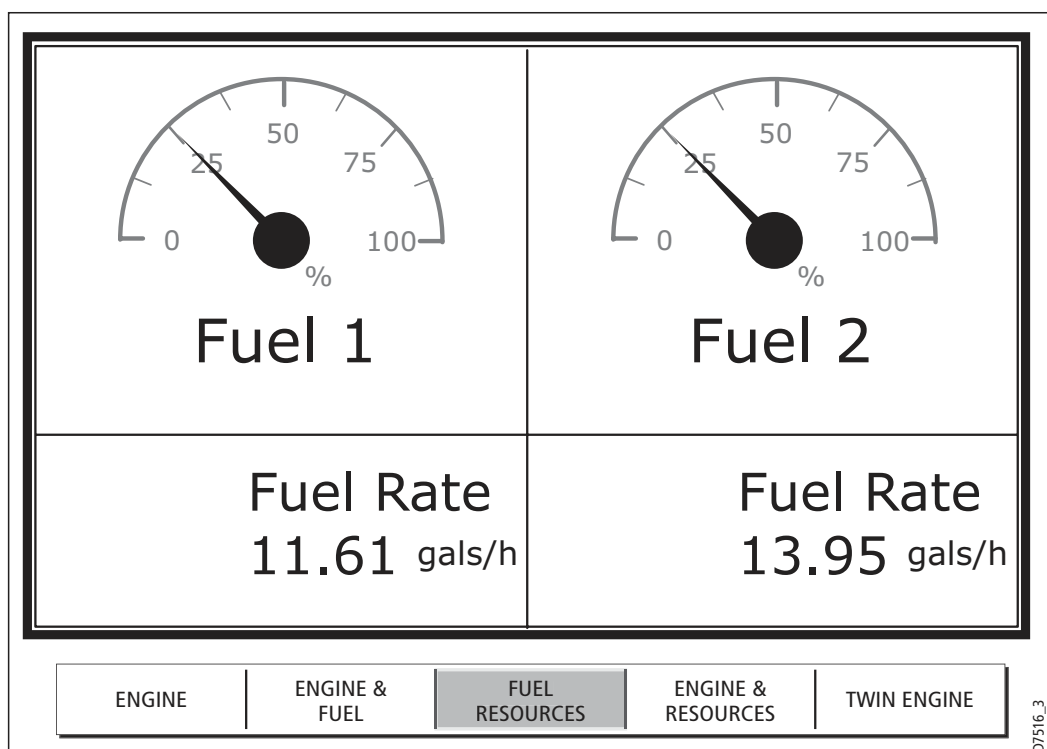 50
25
75
0
100
%
Fuel 1
50
25
75
0
100
%
Fuel 2
Fuel Rate
11.61 gals/h
Fuel Rate
13.95 gals/h
ENGINE
ENGINE &
FUEL
FUEL
RESOURCES
ENGINE &
RESOURCES
TWIN ENGINE